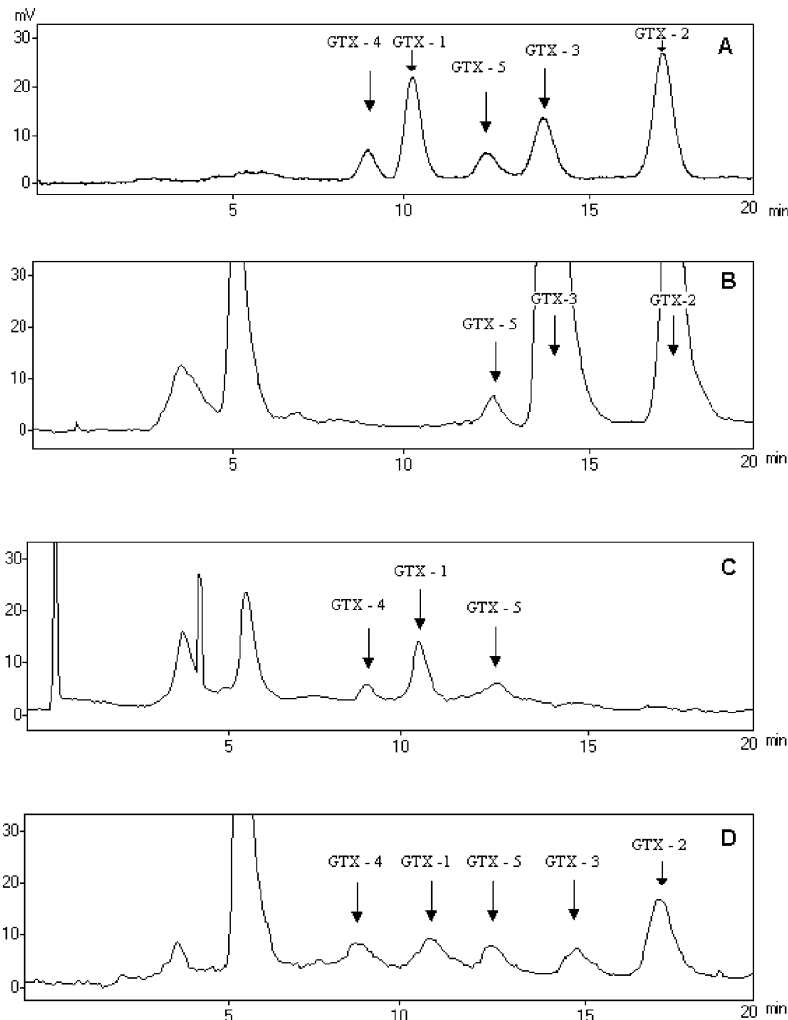 mV
GTX - 4 GTX - 1 GTX - 5 GTX - 3 GTX - 2 A
30
20
10
0
5 10 15 20 min
B
30
20
10
0
GTX - 5 GTX-3 GTX-2
5 10 15 20 min
C
30
20
10
0
GTX - 4 GTX - 1 GTX - 5
5 10 15 20 min
D
30
20
10
0
GTX - 4 GTX -1 GTX - 5 GTX - 3 GTX - 2
5 10 15 20 min